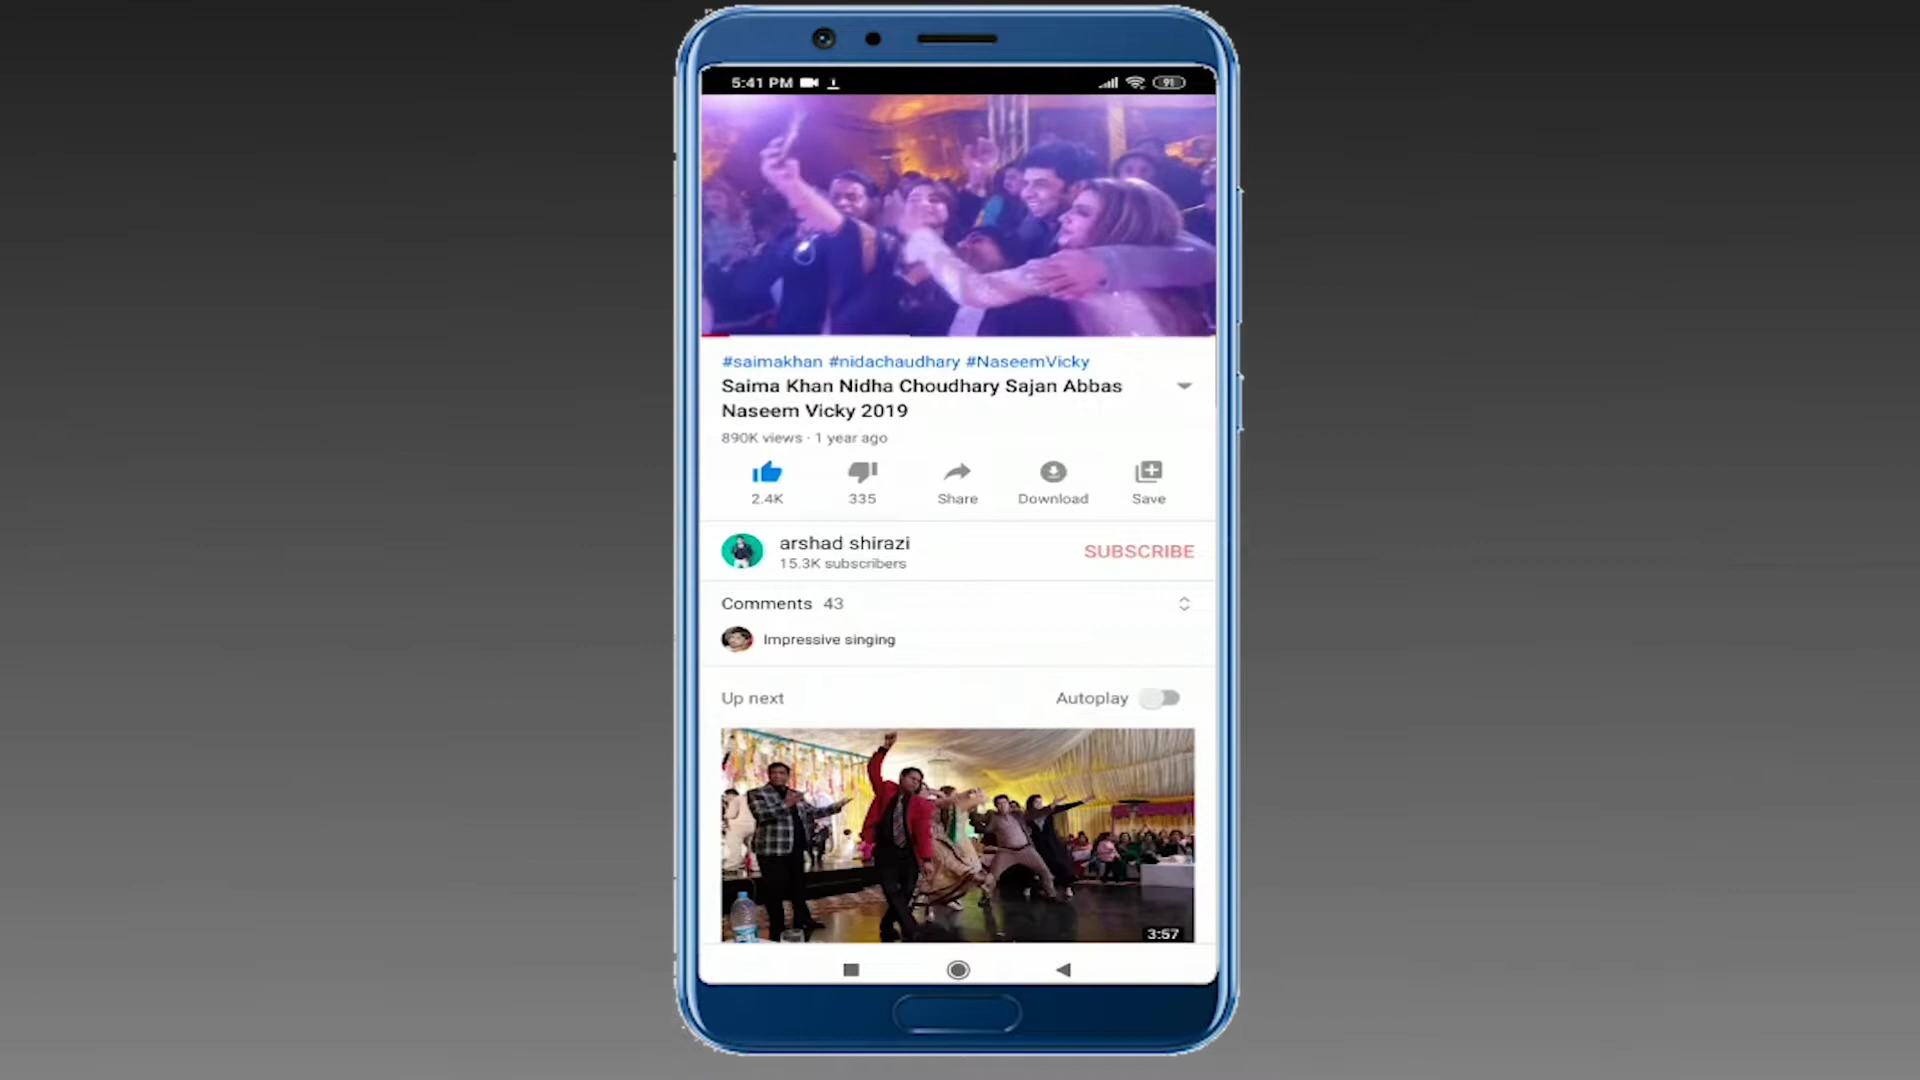 5:41 PM
91
#saimakhan #nidachaudhary #NaseemVicky
Saima Khan Nidha Choudhary Sajan Abbas
Naseem Vicky 2019
890K views · 1 year ago
2.4K 335 Share Download Save
arshad shirazi
15.3K subscribers
SUBSCRIBE
Comments 43
Impressive singing
Up next Autoplay
3:57